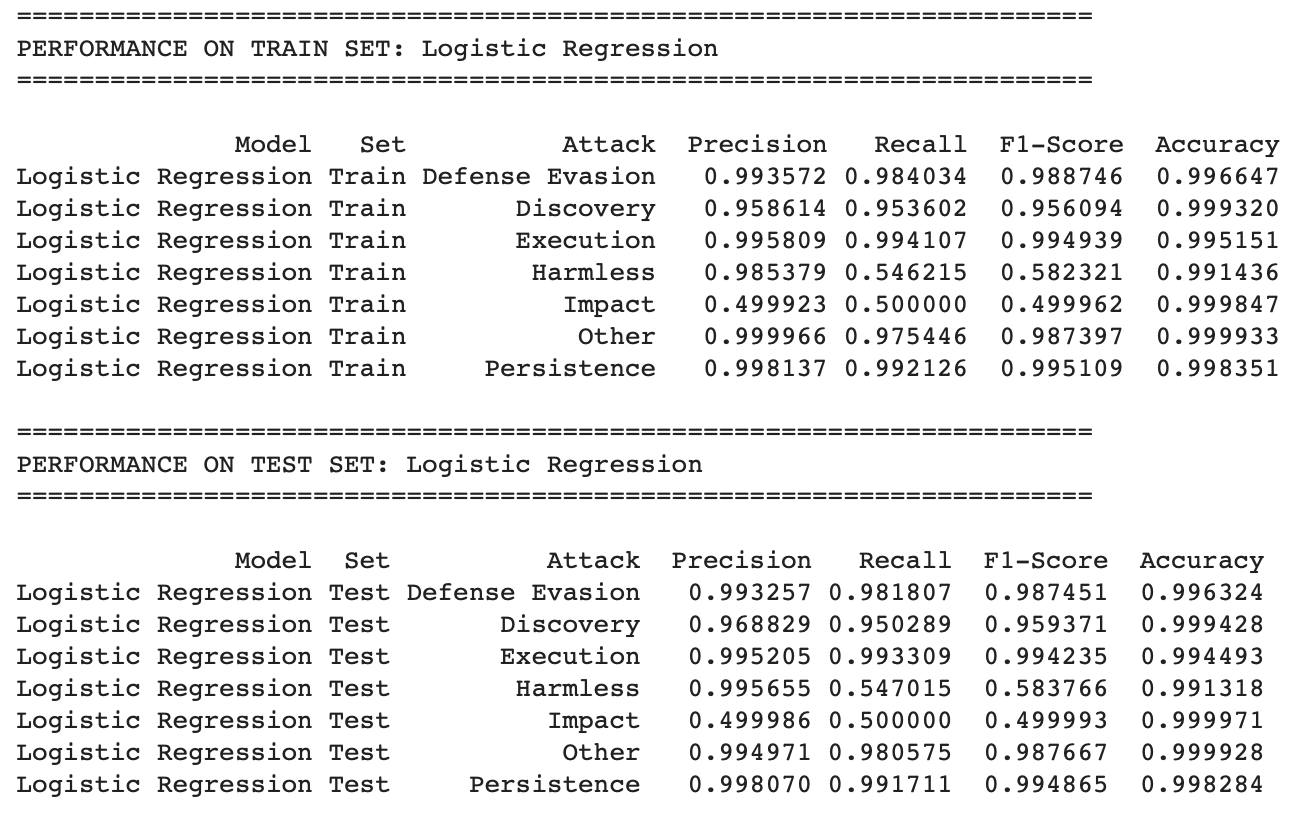 =====================================================================
PERFORMANCE ON TRAIN SET: Logistic Regression
=====================================================================
Model Set Attack Precision Recall F1-Score Accuracy
Logistic Regression Train Defense Evasion 0.993572 0.984034 0.988746 0.996647
Logistic Regression Train Discovery 0.958614 0.953602 0.956094 0.999320
Logistic Regression Train Execution 0.995809 0.994107 0.994939 0.995151
Logistic Regression Train Harmless 0.985379 0.546215 0.582321 0.991436
Logistic Regression Train Impact 0.499923 0.500000 0.499962 0.999847
Logistic Regression Train Other 0.999966 0.975446 0.987397 0.999933
Logistic Regression Train Persistence 0.998137 0.992126 0.995109 0.998351
=====================================================================
PERFORMANCE ON TEST SET: Logistic Regression
=====================================================================
Model Set Attack Precision Recall F1-Score Accuracy
Logistic Regression Test Defense Evasion 0.993257 0.981807 0.987451 0.996324
Logistic Regression Test Discovery 0.968829 0.950289 0.959371 0.999428
Logistic Regression Test Execution 0.995205 0.993309 0.994235 0.994493
Logistic Regression Test Harmless 0.995655 0.547015 0.583766 0.991318
Logistic Regression Test Impact 0.499986 0.500000 0.499993 0.999971
Logistic Regression Test Other 0.994971 0.980575 0.987667 0.999928
Logistic Regression Test Persistence 0.998070 0.991711 0.994865 0.998284